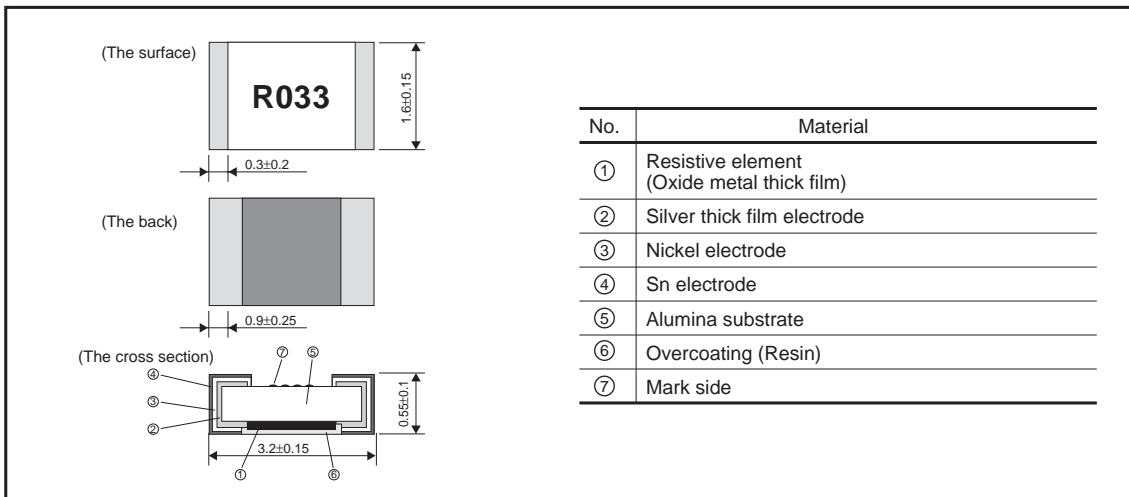 (The surface)
R033
1.6±0.15
0.3±0.2
(The back)
0.9±0.25
(The cross section)
⑦
⑤
④
③
②
0.55±0.1
3.2±0.15
①
⑥
No. Material
① Resistive element
(Oxide metal thick film)
② Silver thick film electrode
③ Nickel electrode
④ Sn electrode
⑤ Alumina substrate
⑥ Overcoating (Resin)
⑦ Mark side